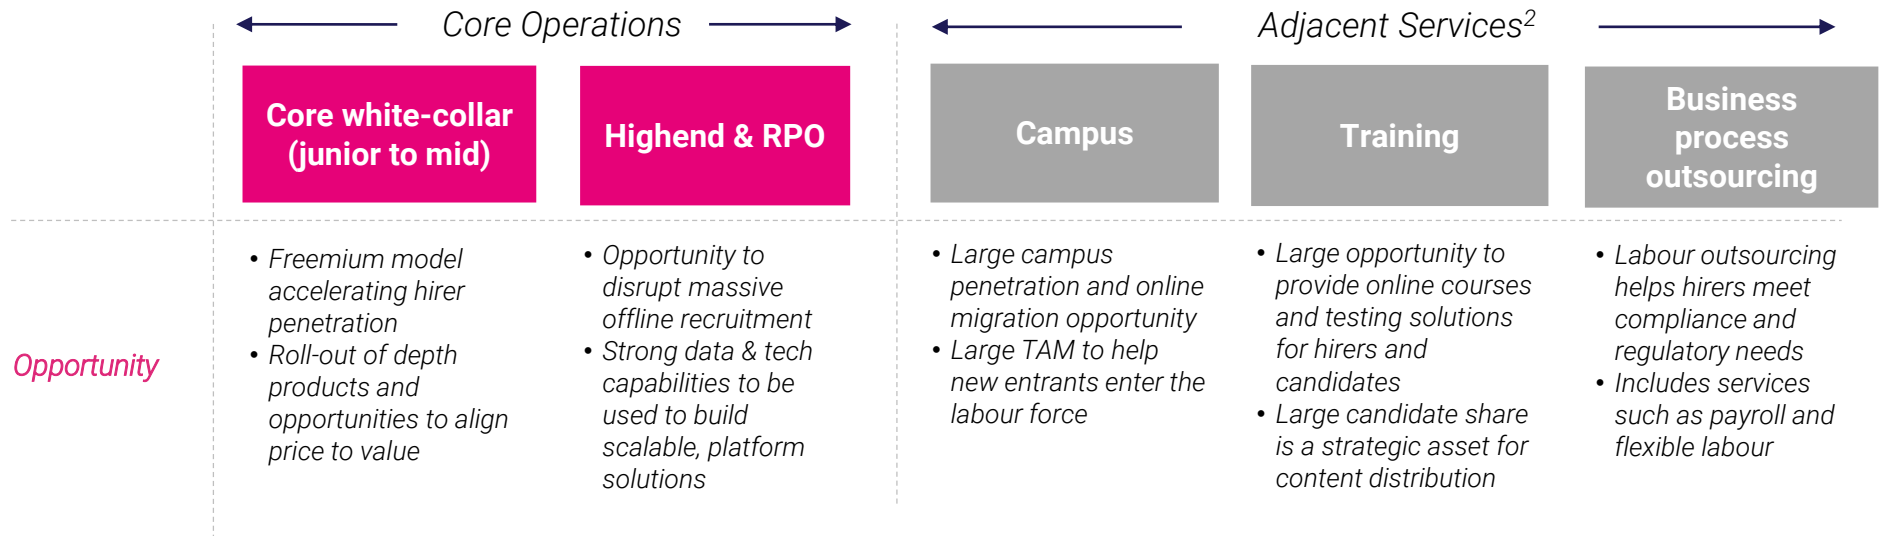 Core Operations
Adjacent Services2
Core white-collar
(junior to mid)
Highend & RPO
Campus
Training
Business
process
outsourcing
Opportunity
• Freemium model
accelerating hirer
penetration
• Roll-out of depth
products and
opportunities to align
price to value
• Opportunity to
disrupt massive
offline recruitment
• Strong data & tech
capabilities to be
used to build
scalable, platform
solutions
• Large campus
penetration and online
migration opportunity
• Large TAM to help
new entrants enter the
labour force
• Large opportunity to
provide online courses
and testing solutions
for hirers and
candidates
• Large candidate share
is a strategic asset for
content distribution
• Labour outsourcing
helps hirers meet
compliance and
regulatory needs
• Includes services
such as payroll and
flexible labour